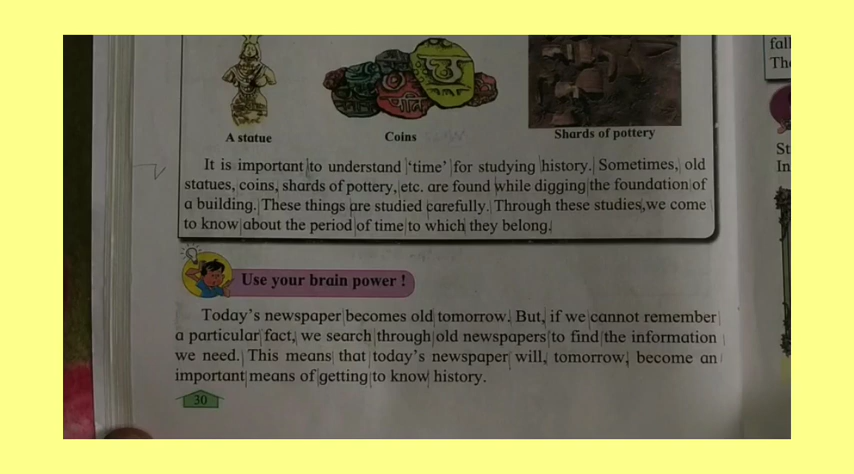 fall
A statue
Coins
Shards of pottery
It is important to understand ‘time’ for studying history. Sometimes, old
statues, coins, shards of pottery, etc. are found while digging the foundation of
a building. These things are studied carefully. Through these studies, we come
to know about the period of time to which they belong.
St
In
Use your brain power !
Today’s newspaper becomes old tomorrow. But, if we cannot remember
a particular fact, we search through old newspapers to find the information
we need. This means that today’s newspaper will, tomorrow, become an
important means of getting to know history.
30